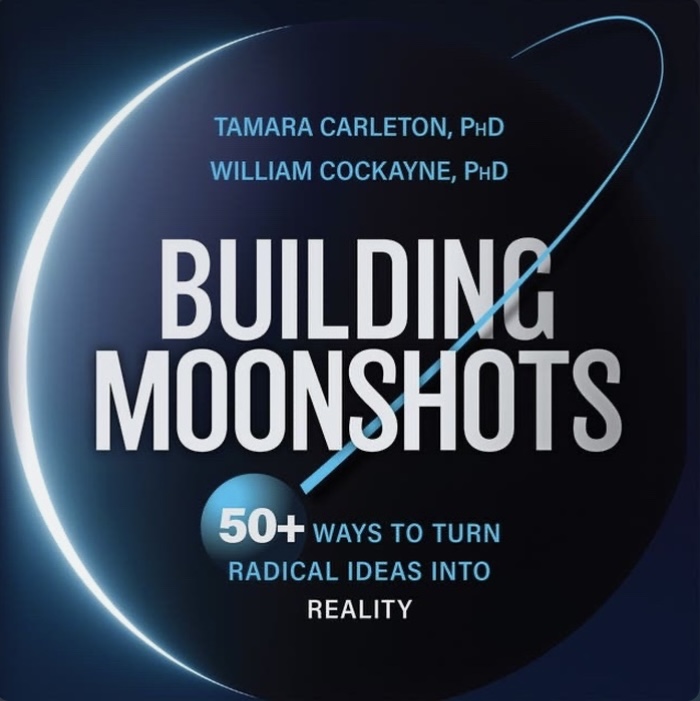 TAMARA CARLETON, PHD
WILLIAM COCKAYNE, PHD
BUILDING
MOONSHOTS
50+ WAYS TO TURN
RADICAL IDEAS INTO
REALITY